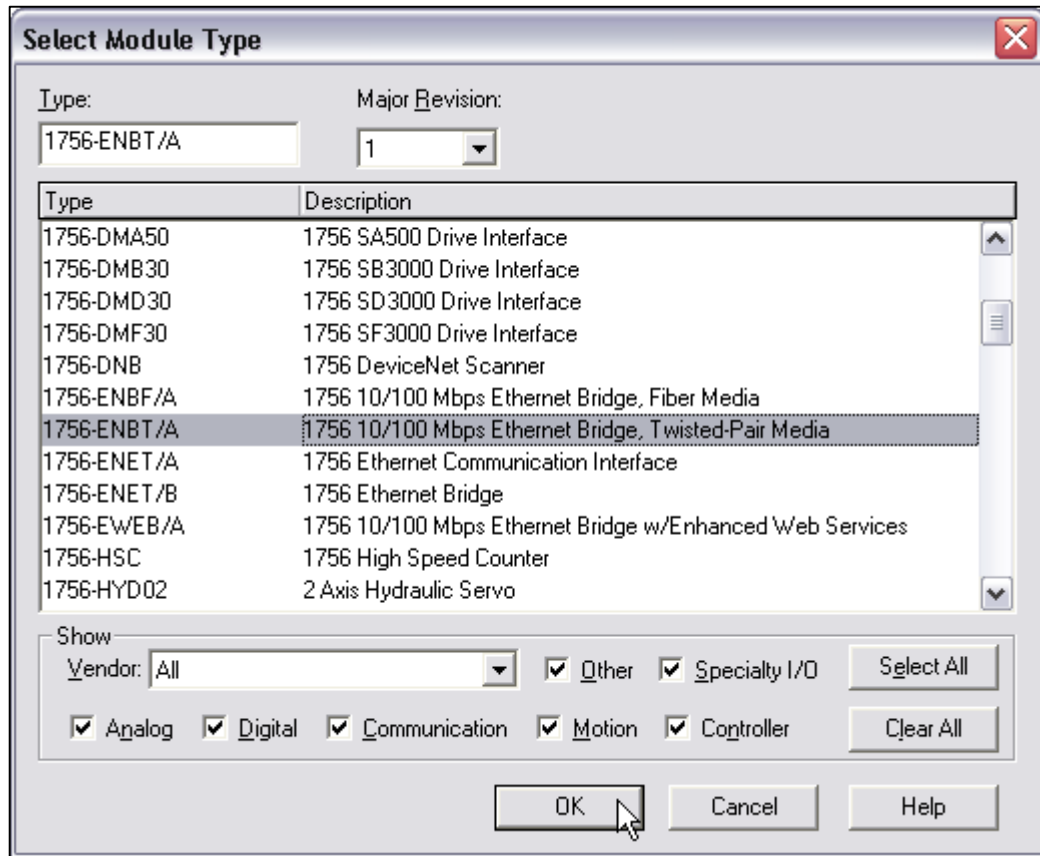 Select Module Type
Type:
Major Revision:
1756-ENBT/A
1
Type Description
1756-DMA50 1756 SA500 Drive Interface
1756-DMB30 1756 SB3000 Drive Interface
1756-DMD30 1756 SD3000 Drive Interface
1756-DMF30 1756 SF3000 Drive Interface
1756-DNB 1756 DeviceNet Scanner
1756-ENBF/A 1756 10/100 Mbps Ethernet Bridge, Fiber Media
1756-ENBT/A 1756 10/100 Mbps Ethernet Bridge, Twisted-Pair Media
1756-ENET/A 1756 Ethernet Communication Interface
1756-ENET/B 1756 Ethernet Bridge
1756-EWEB/A 1756 10/100 Mbps Ethernet Bridge w/Enhanced Web Services
1756-HSC 1756 High Speed Counter
1756-HYD02 2 Axis Hydraulic Servo
Show
Vendor: All Other Specialty I/O Select All
Analog Digital Communication Motion Controller Clear All
OK Cancel Help